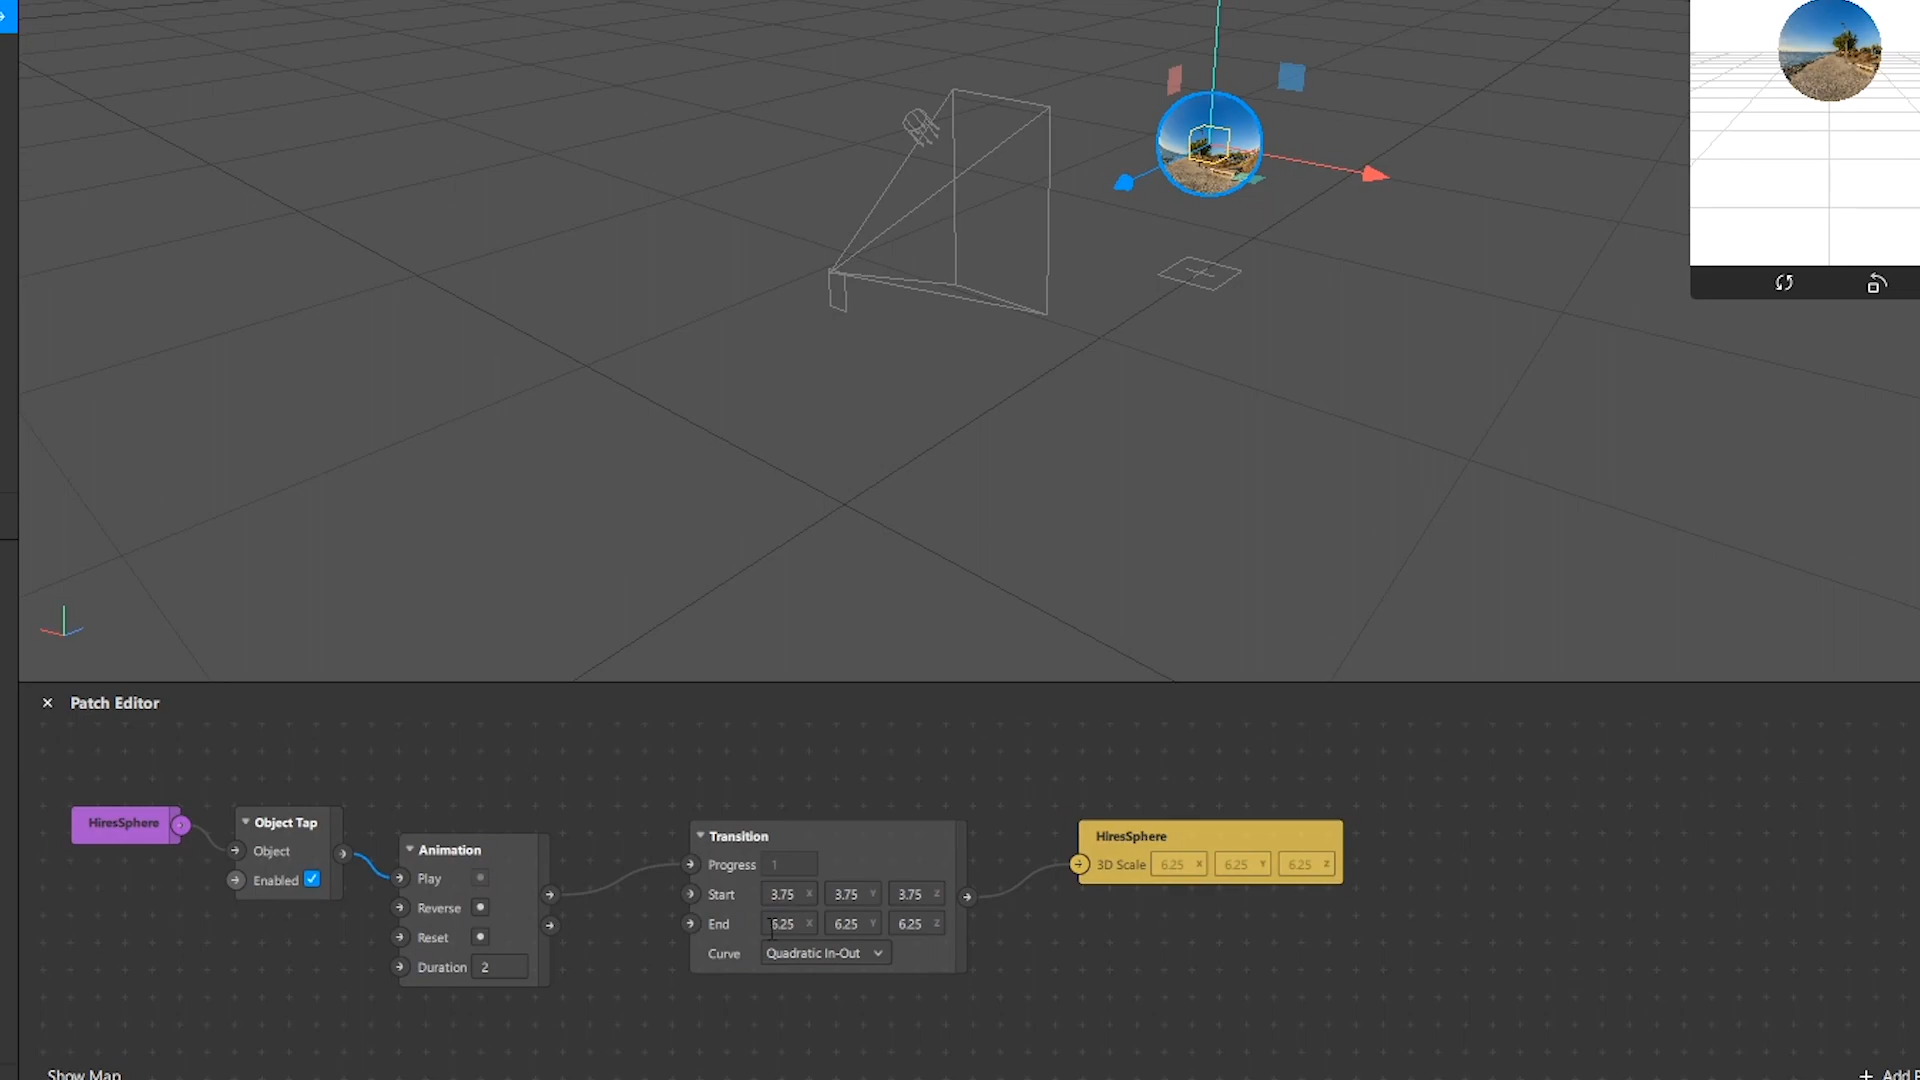 Patch Editor
HiresSphere
Object Tap
Object
Enabled
Animation
Play
Reverse
Reset
Duration 2
Transition
Progress 1
Start 3.75 X 3.75 Y 3.75 Z
End 6.25 X 6.25 Y 6.25 Z
Curve Quadratic In-Out
HiresSphere
3D Scale 6.25 X 6.25 Y 6.25 Z
Show Map
+ Add